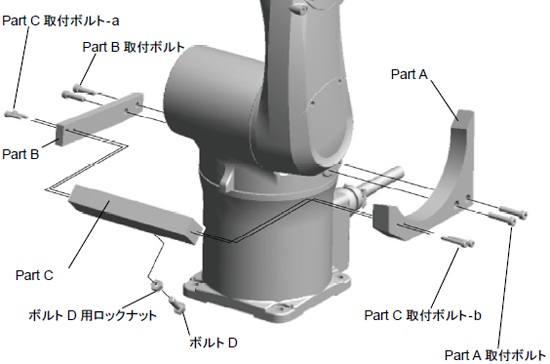 Part C 取付ボルト-a
Part B 取付ボルト
Part A
Part B
Part C
ボルト D 用ロックナット
ボルト D
Part C 取付ボルト-b
Part A 取付ボルト